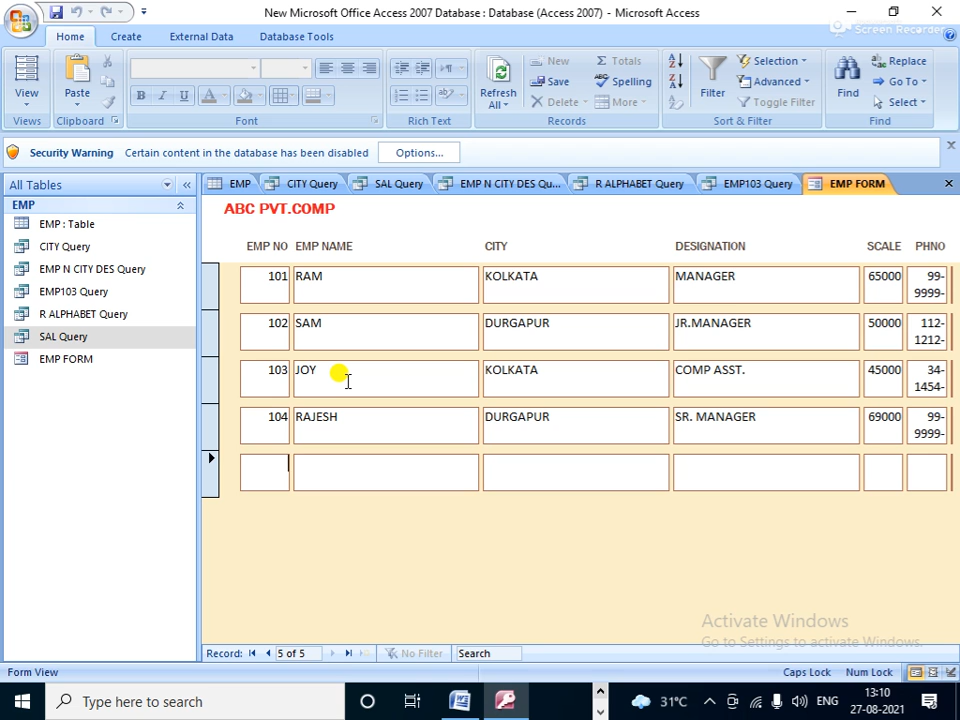 New Microsoft Office Access 2007 Database : Database (Access 2007) - Microsoft Access
Screen Recorder
Home Create External Data Database Tools
View Paste Refresh All Filter Find
New Save Delete Totals Spelling More
Selection Advanced Toggle Filter
Replace Go To Select
Views Clipboard Font Rich Text Records Sort & Filter Find
Security Warning Certain content in the database has been disabled Options...
All Tables
EMP CITY Query SAL Query EMP N CITY DES Qu... R ALPHABET Query EMP103 Query EMP FORM
EMP
EMP : Table
CITY Query
EMP N CITY DES Query
EMP103 Query
R ALPHABET Query
SAL Query
EMP FORM
ABC PVT.COMP
EMP NO EMP NAME CITY DESIGNATION SCALE PHNO
101 RAM KOLKATA MANAGER 65000 99-
9999-
102 SAM DURGAPUR JR.MANAGER 50000 112-
1212-
103 JOY KOLKATA COMP ASST. 45000 34-
1454-
104 RAJESH DURGAPUR SR. MANAGER 69000 99-
9999-
Activate Windows
Go to Settings to activate Windows.
Record: 5 of 5 No Filter Search
Form View Caps Lock Num Lock
Type here to search 31°C ENG 13:10
27-08-2021